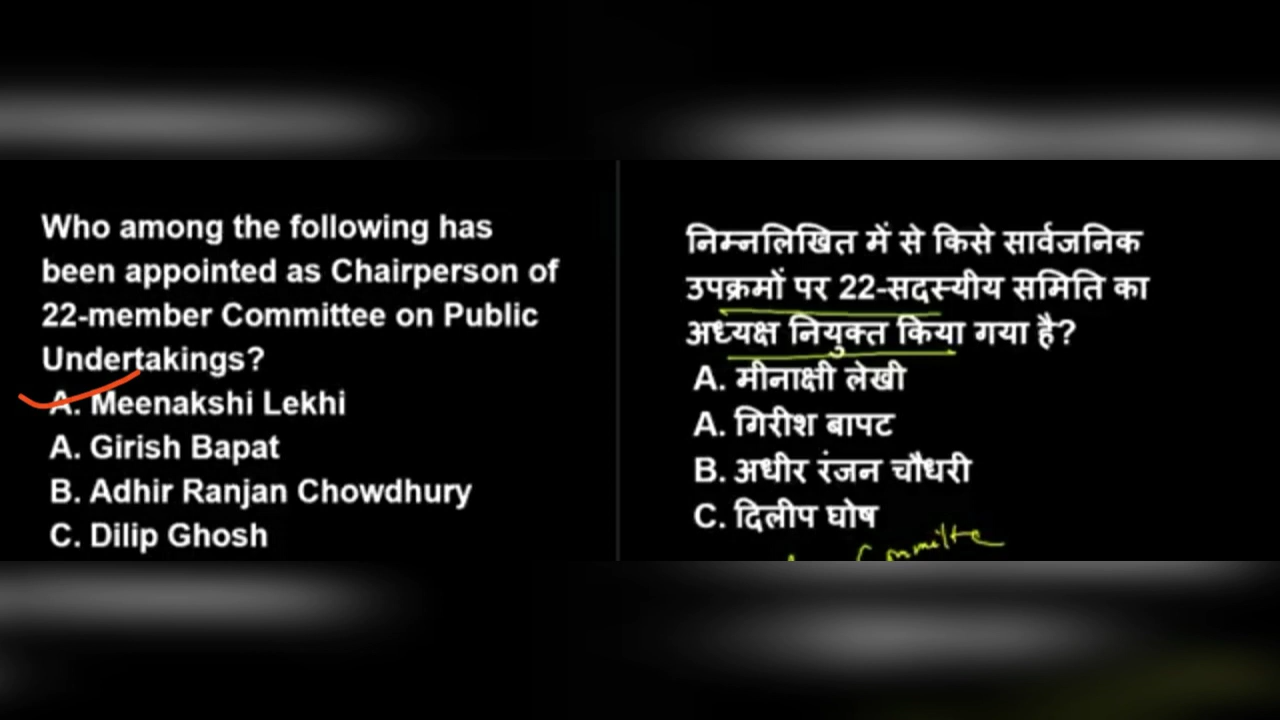 Who among the following has
been appointed as Chairperson of
22-member Committee on Public
Undertakings?
A. Meenakshi Lekhi
A. Girish Bapat
B. Adhir Ranjan Chowdhury
C. Dilip Ghosh
निम्नलिखित में से किसे सार्वजनिक
उपक्रमों पर 22-सदस्यीय समिति का
अध्यक्ष नियुक्त किया गया है?
A. मीनाक्षी लेखी
A. गिरीश बापट
B. अधीर रंजन चौधरी
C. दिलीप घोष